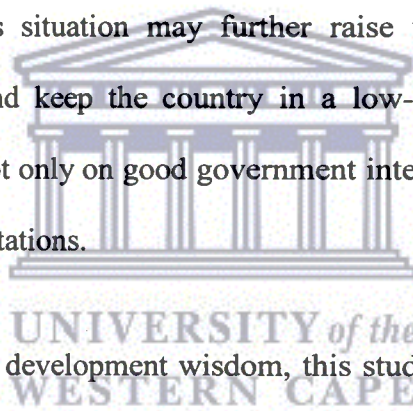 s situation may further raise
nd keep the country in a low-
t only on good government inte
tations.
UNIVERSITY of the
development wisdom, this stud
WESTERN CAPE